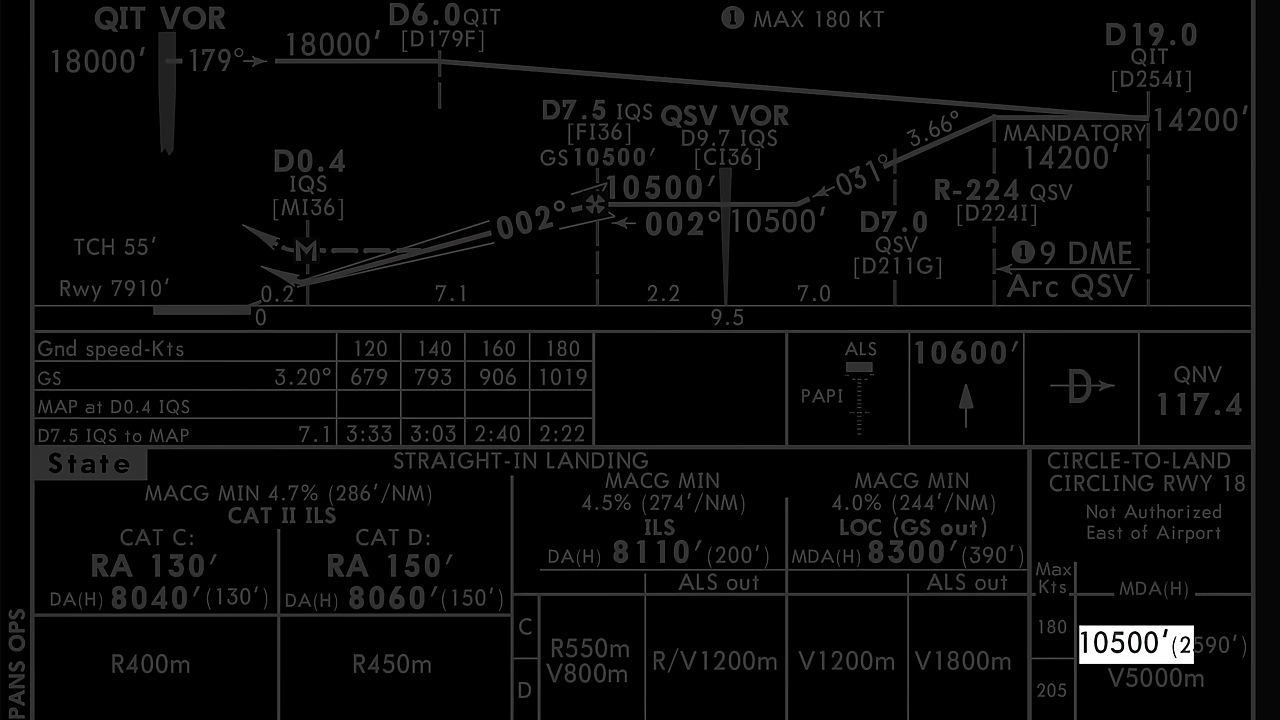 QIT VOR
18000'
179°
18000'
D6.0 QIT
[D179F]
1 MAX 180 KT
D19.0
QIT
[D254I]
14200'
MANDATORY
14200'
3.66°
031°
D7.5 IQS
[FI36]
GS 10500'
QSV VOR
D9.7 IQS
[CI36]
10500'
002°
002°
10500'
R-224 QSV
[D224I]
D7.0
QSV
[D211G]
1 9 DME
Arc QSV
D0.4
IQS
[MI36]
M
TCH 55'
Rwy 7910'
0.2 7.1 2.2 7.0
0 9.5
Gnd speed-Kts 120 140 160 180
GS 3.20° 679 793 906 1019
MAP at D0.4 IQS
D7.5 IQS to MAP 7.1 3:33 3:03 2:40 2:22
ALS
PAPI
10600'
D
QNV
117.4
State
STRAIGHT-IN LANDING
MACG MIN 4.7% (286'/NM)
CAT II ILS
CAT C:
RA 130'
DA(H) 8040' (130')
CAT D:
RA 150'
DA(H) 8060' (150')
MACG MIN
4.5% (274'/NM)
ILS
DA(H) 8110' (200')
ALS out
MACG MIN
4.0% (244'/NM)
LOC (GS out)
MDA(H) 8300' (390')
ALS out
CIRCLE-TO-LAND
CIRCLING RWY 18
Not Authorized
East of Airport
Max
Kts
MDA(H)
R400m
R450m
C
D
R550m
V800m
R/V1200m
V1200m
V1800m
180
205
10500' (2590')
V5000m
PANS OPS